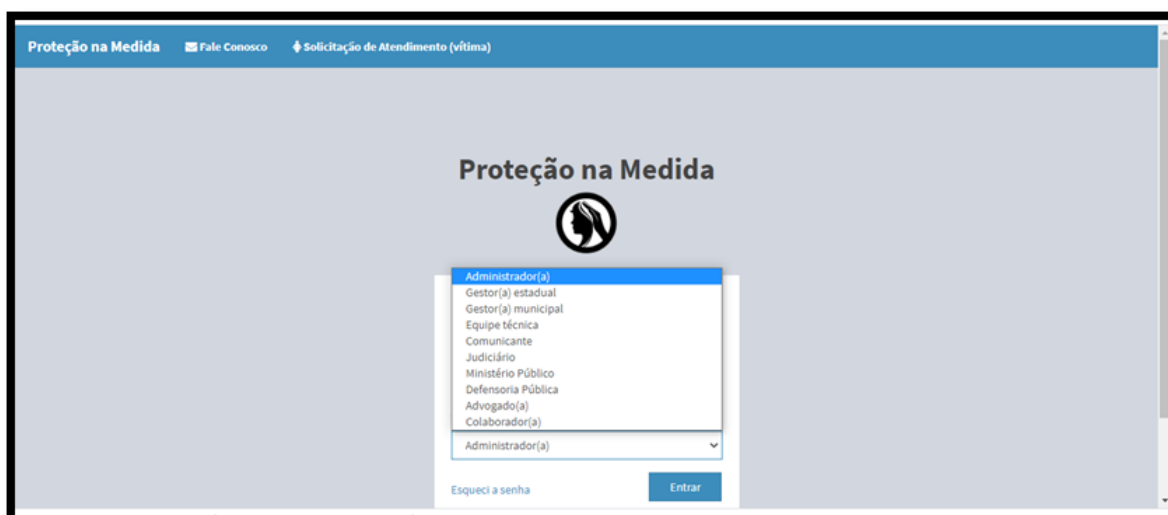 Proteção na Medida Fale Conosco Solicitação de Atendimento (vítima)
Proteção na Medida
Administrador(a)
Gestor(a) estadual
Gestor(a) municipal
Equipe técnica
Comunicante
Judiciário
Ministério Público
Defensoria Pública
Advogado(a)
Colaborador(a)
Administrador(a)
Esqueci a senha Entrar